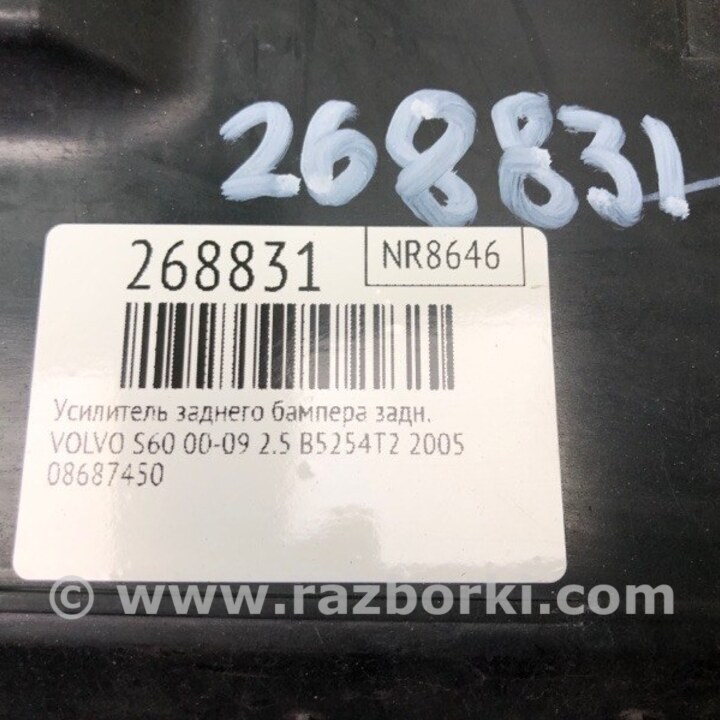 268831
268831
NR8646
Усилитель заднего бампера задн.
VOLVO S60 00-09 2.5 B5254T2 2005
08687450
© www.razborki.com